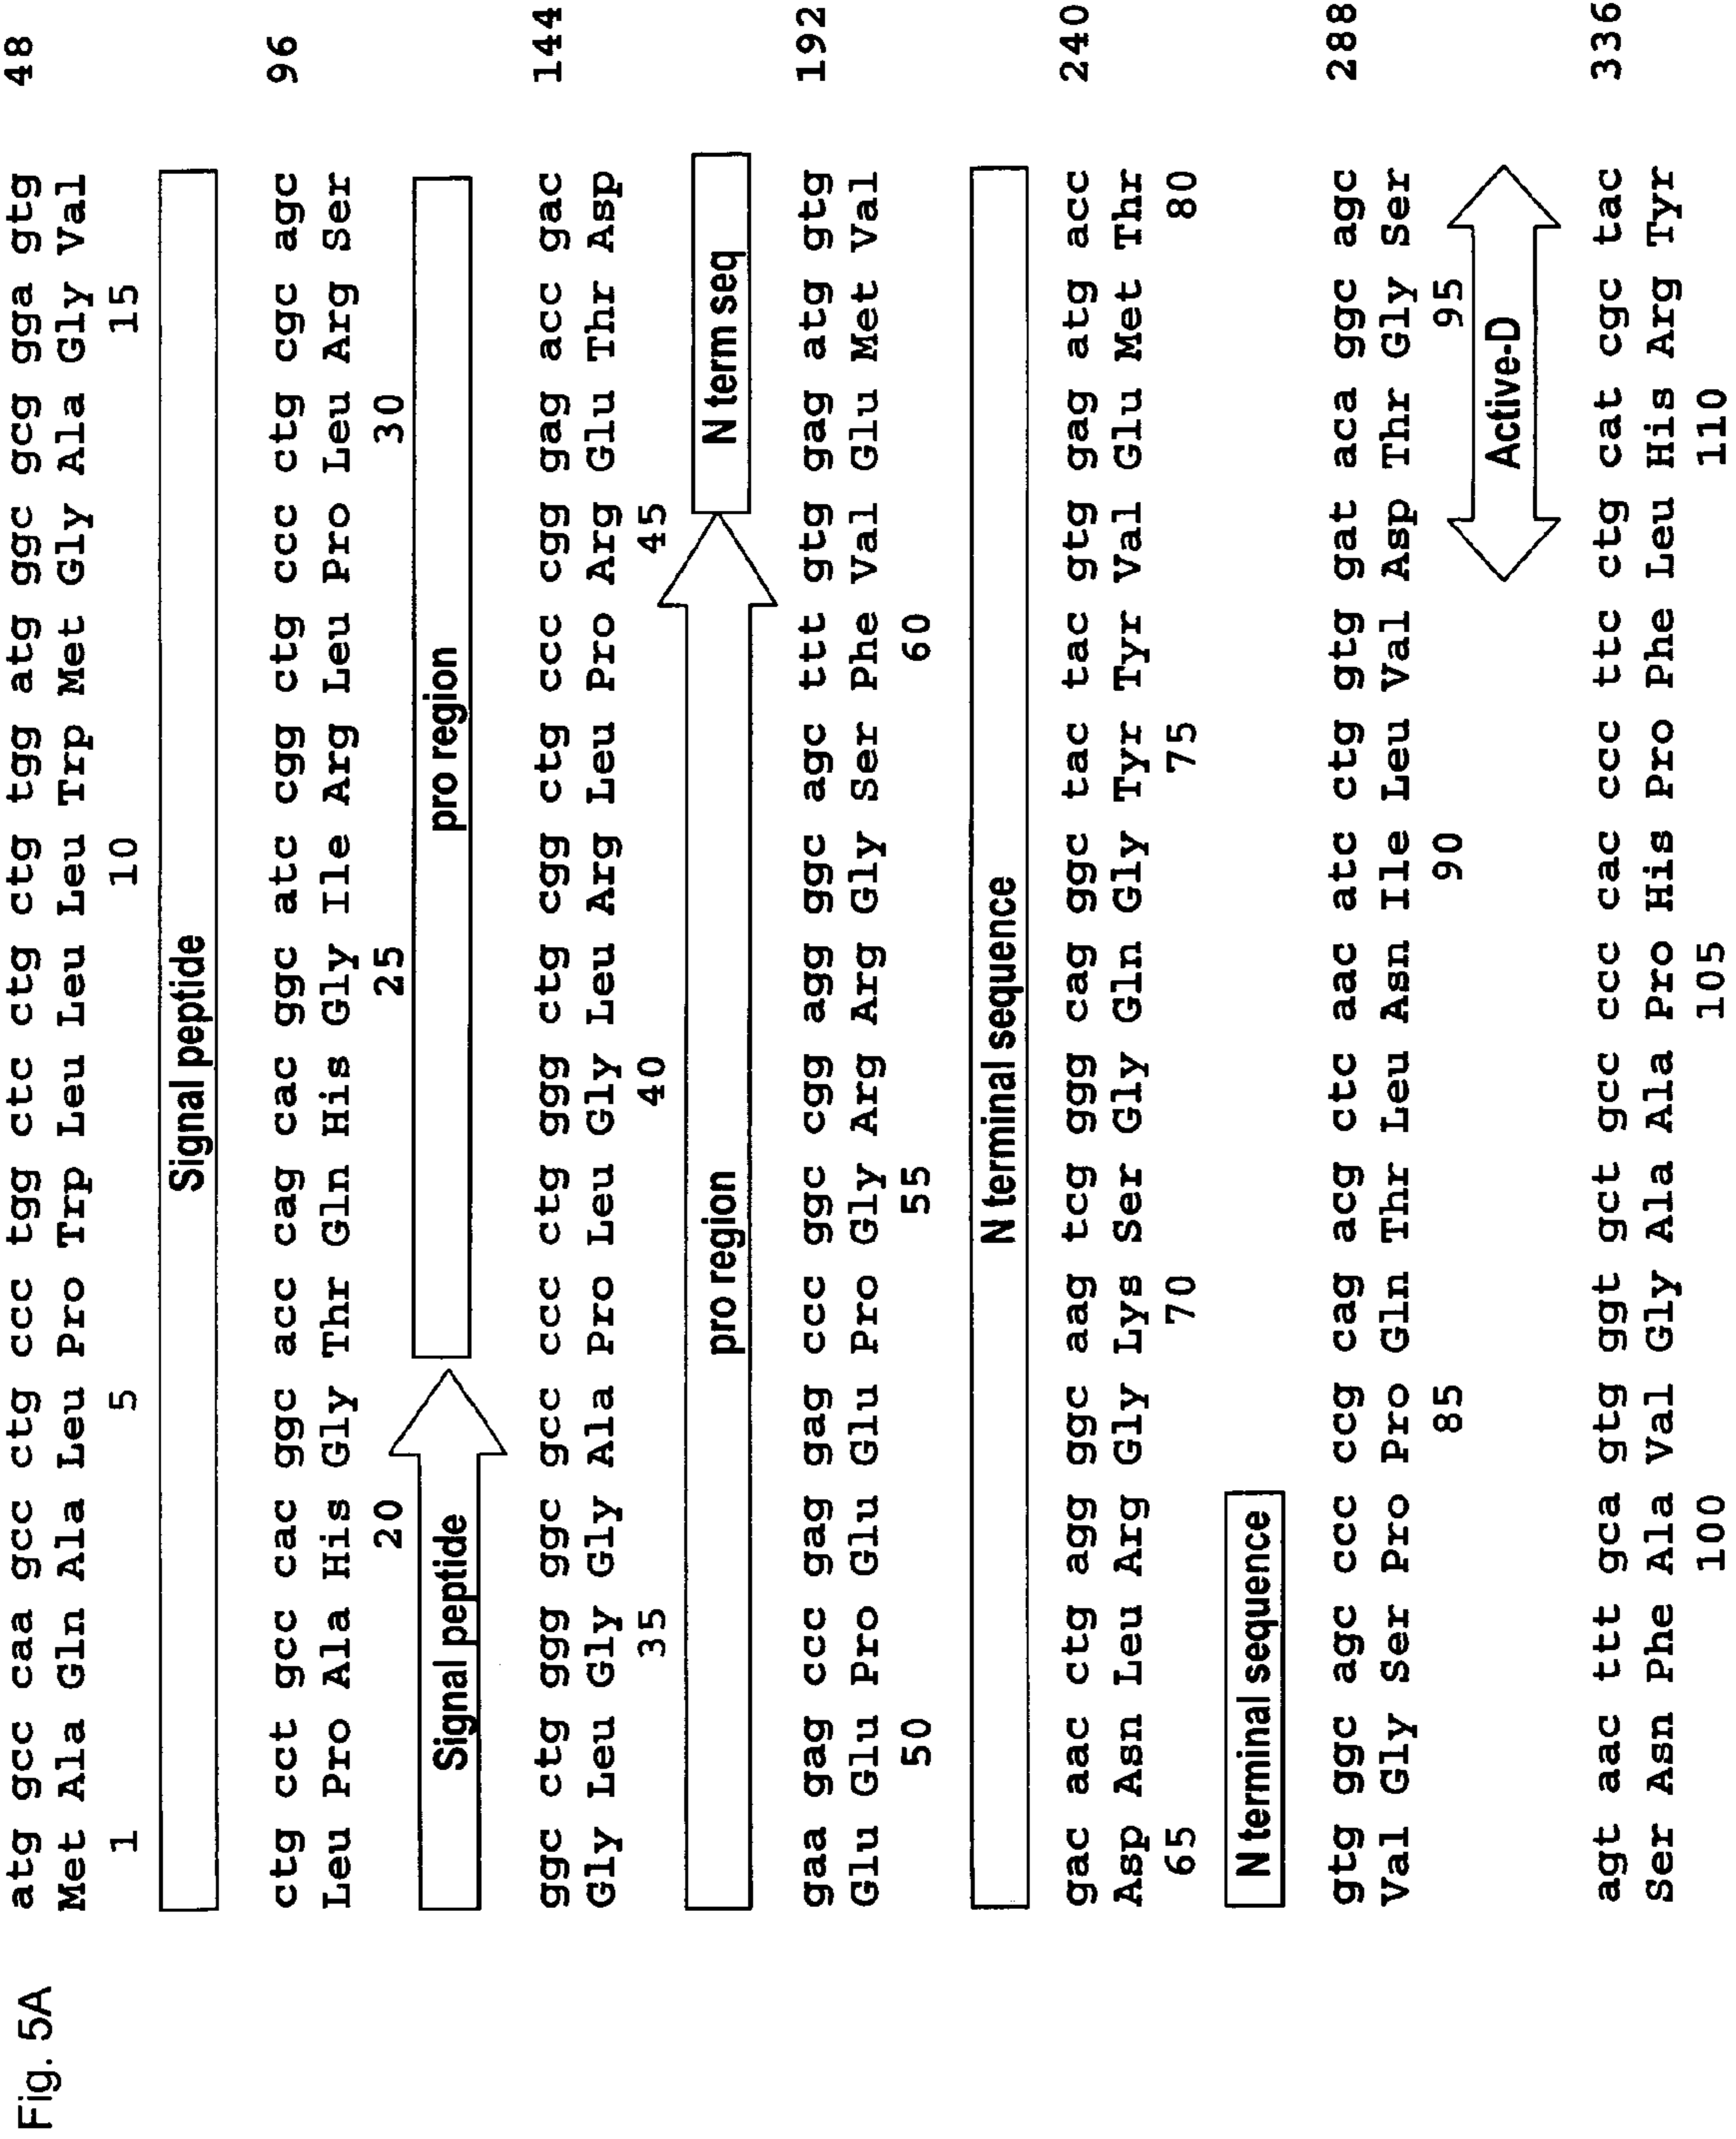 Fig. 5A
atg gcc caa gcc ctg ccc tgg ctc ctg ctg tgg atg ggc gcg gga gtg 48
Met Ala Gln Ala Leu Pro Trp Leu Leu Leu Trp Met Gly Ala Gly Val
1 5 10 15
Signal peptide
ctg cct gcc cac ggc acc cag cac ggc atc cgg ctg ccc ctg cgc agc 96
Leu Pro Ala His Gly Thr Gln His Gly Ile Arg Leu Pro Leu Arg Ser
20 25 30
Signal peptide pro region
ggc ctg ggg ggc gcc ccc ctg ggg ctg cgg ctg ccc cgg gag acc gac 144
Gly Leu Gly Gly Ala Pro Leu Gly Leu Arg Leu Pro Arg Glu Thr Asp
35 40 45
pro region N term seq
gaa gag ccc gag gag ccc ggc cgg agg ggc agc ttt gtg gag atg gtg 192
Glu Glu Pro Glu Glu Pro Gly Arg Arg Gly Ser Phe Val Glu Met Val
50 55 60
N terminal sequence
gac aac ctg agg ggc aag tcg ggg cag ggc tac tac gtg gag atg acc 240
Asp Asn Leu Arg Gly Lys Ser Gly Gln Gly Tyr Tyr Val Glu Met Thr
65 70 75 80
N terminal sequence
gtg ggc agc ccc ccg cag acg ctc aac atc ctg gtg gat aca ggc agc 288
Val Gly Ser Pro Pro Gln Thr Leu Asn Ile Leu Val Asp Thr Gly Ser
85 90 95
Active-D
agt aac ttt gca gtg ggt gct gcc ccc cac ccc ttc ctg cat cgc tac 336
Ser Asn Phe Ala Val Gly Ala Ala Pro His Pro Phe Leu His Arg Tyr
100 105 110